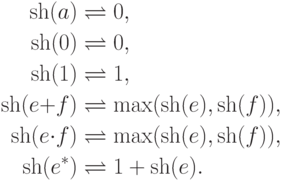 sh(a) ⇌ 0,
sh(0) ⇌ 0,
sh(1) ⇌ 1,
sh(e+f) ⇌ max(sh(e), sh(f)),
sh(e·f) ⇌ max(sh(e), sh(f)),
sh(e*) ⇌ 1 + sh(e).